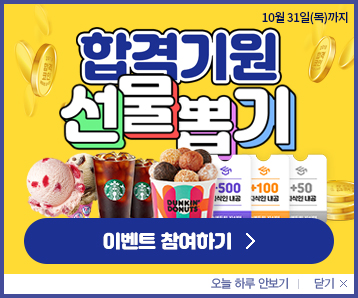 10월 31일(목)까지
합격기원
선물뽑기
DUNKIN'
DONUTS
+100
+50
이벤트 참여하기
오늘 하루 안보기
닫기